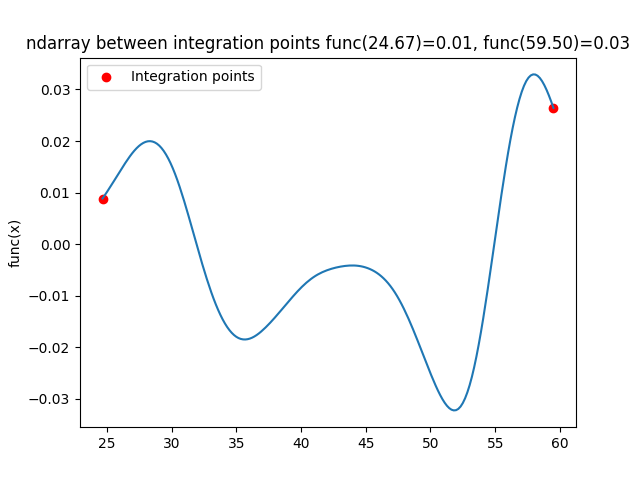 ndarray between integration points func(24.67)=0.01, func(59.50)=0.03
Integration points
func(x)
0.03
0.02
0.01
0.00
−0.01
−0.02
−0.03
25 30 35 40 45 50 55 60